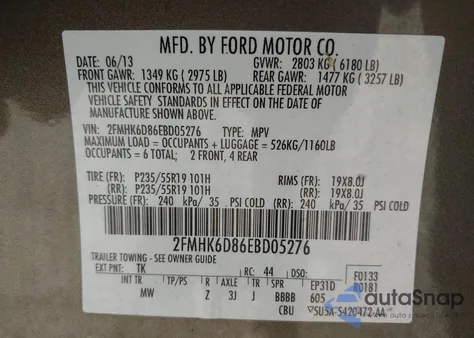 MFD. BY FORD MOTOR CO.
DATE: 06/13 GVWR: 2803 KG ( 6180 LB)
FRONT GAWR: 1349 KG ( 2975 LB) REAR GAWR: 1477 KG ( 3257 LB)
THIS VEHICLE CONFORMS TO ALL APPLICABLE FEDERAL MOTOR
VEHICLE SAFETY STANDARDS IN EFFECT ON THE DATE OF
MANUFACTURE SHOWN ABOVE.
VIN: 2FMHK6D86EBD05276 TYPE: MPV
MAXIMUM LOAD = OCCUPANTS + LUGGAGE = 526KG/1160LB
OCCUPANTS = 6 TOTAL; 2 FRONT, 4 REAR
TIRE (FR): P235/55R19 101H RIMS (FR): 19X8.0J
(RR): P235/55R19 101H (RR): 19X8.0J
PRESSURE (FR): 240 kPa/ 35 PSI COLD (RR): 240 kPa/ 35 PSI COLD
2FMHK6D86EBD05276
TRAILER TOWING - SEE OWNER GUIDE
EXT PNT: TK RC: 44 DSO: F0133
INT TR TP/PS R AXLE TR SPR EP31D R0181
MW Z 3J J BBBB 605
CBU
autoSnap